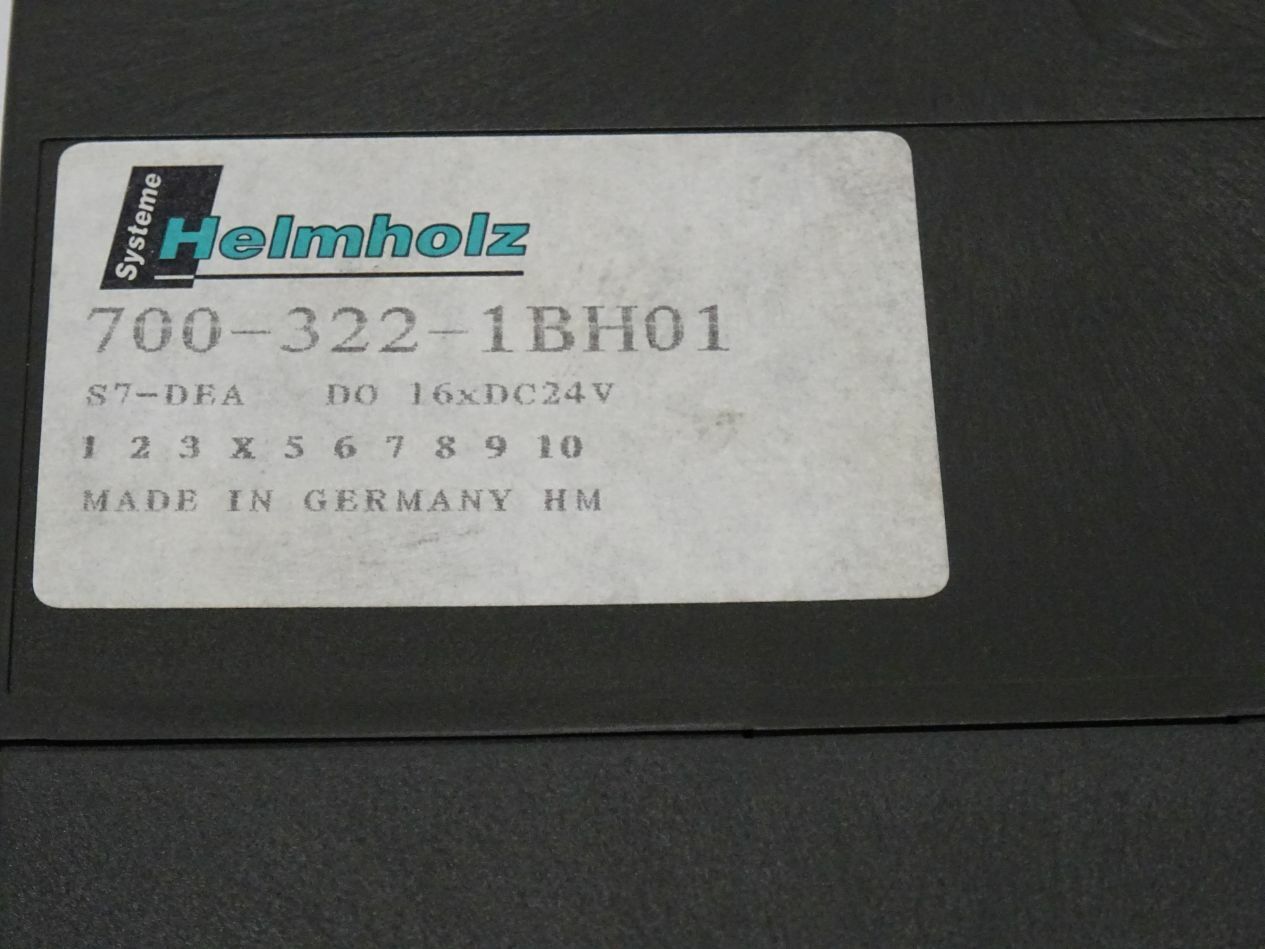 Systeme
Helmholz
700-322-1BH01
S7-DEA DO 16xDC24V
1 2 3 X 5 6 7 8 9 10
MADE IN GERMANY HM